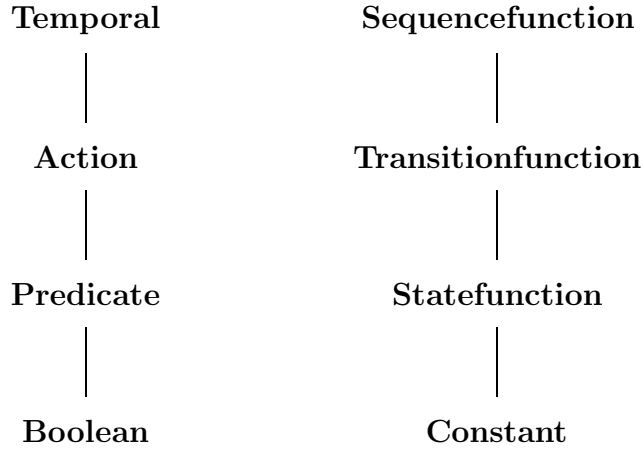 Temporal Sequencefunction
Action Transitionfunction
Predicate Statefunction
Boolean Constant